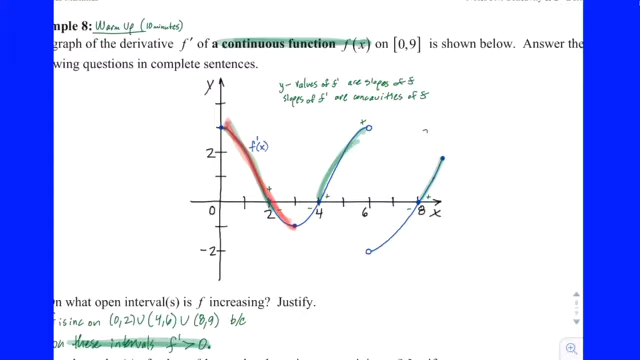 mple 8: Warm Up (10 minutes)
graph of the derivative f′ of a continuous function f(x) on [0,9] is shown below. Answer the
wing questions in complete sentences.
y-values of f′ are slopes of f
slopes of f′ are concavities of f
y
f'(x)
2
0
2
4
6
8
x
-2
On what open interval(s) is f increasing? Justify.
is inc on (0,2)∪(4,6)∪(8,9) b/c
on these intervals f'>0.